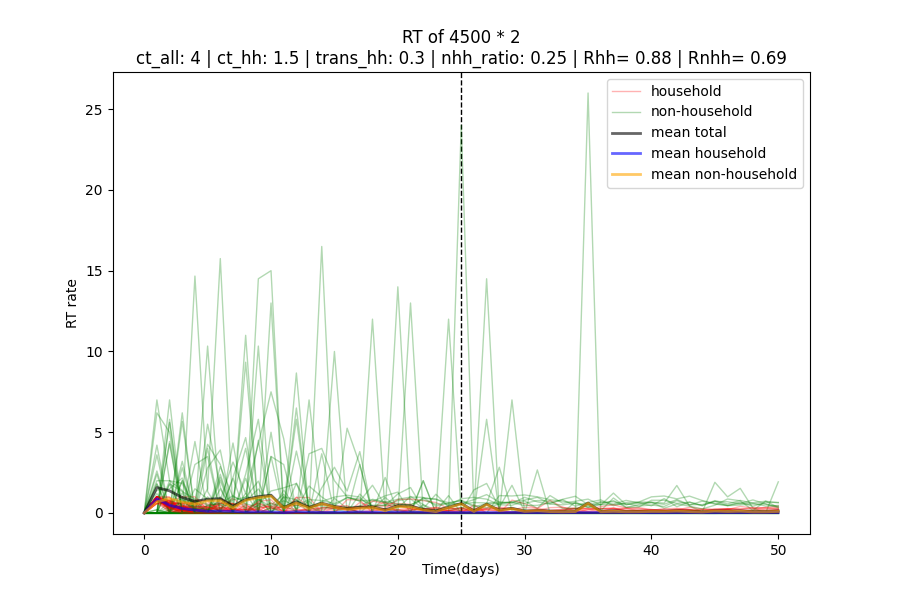 RT of 4500 * 2
ct_all: 4 | ct_hh: 1.5 | trans_hh: 0.3 | nhh_ratio: 0.25 | Rhh= 0.88 | Rnhh= 0.69
household
non-household
mean total
mean household
mean non-household
25
20
15
10
5
0
RT rate
0 10 20 30 40 50
Time(days)